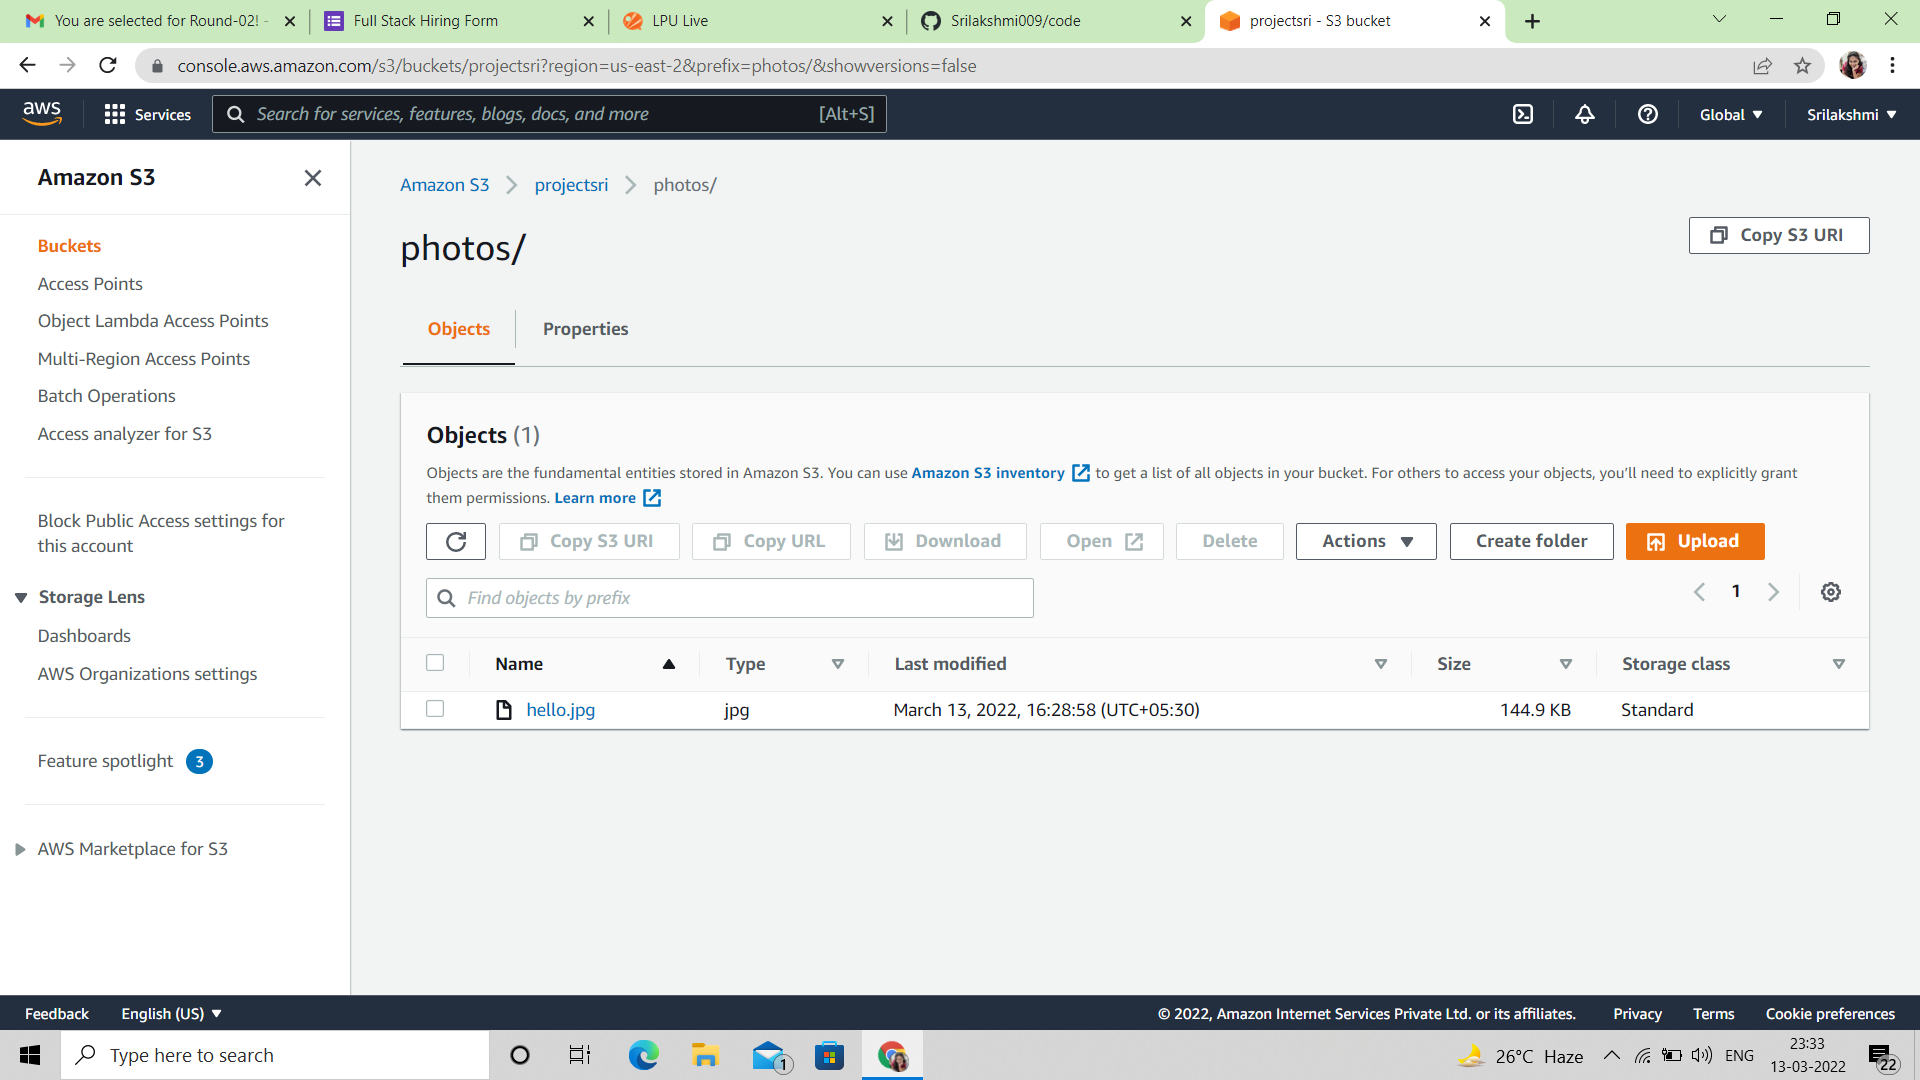 You are selected for Round-02! -
Full Stack Hiring Form
LPU Live
Srilakshmi009/code
projectsri - S3 bucket
console.aws.amazon.com/s3/buckets/projectsri?region=us-east-2&prefix=photos/&showversions=false
aws
Services
Search for services, features, blogs, docs, and more
[Alt+S]
Global
Srilakshmi
Amazon S3
Buckets
Access Points
Object Lambda Access Points
Multi-Region Access Points
Batch Operations
Access analyzer for S3
Block Public Access settings for
this account
Storage Lens
Dashboards
AWS Organizations settings
Feature spotlight 3
AWS Marketplace for S3
Amazon S3
projectsri
photos/
photos/
Copy S3 URI
Objects
Properties
Objects (1)
Objects are the fundamental entities stored in Amazon S3. You can use Amazon S3 inventory to get a list of all objects in your bucket. For others to access your objects, you'll need to explicitly grant
them permissions. Learn more
Copy S3 URI
Copy URL
Download
Open
Delete
Actions
Create folder
Upload
Find objects by prefix
1
Name
Type
Last modified
Size
Storage class
hello.jpg
jpg
March 13, 2022, 16:28:58 (UTC+05:30)
144.9 KB
Standard
Feedback
English (US)
© 2022, Amazon Internet Services Private Ltd. or its affiliates.
Privacy
Terms
Cookie preferences
Type here to search
1
26°C Haze
ENG
23:33
13-03-2022
22